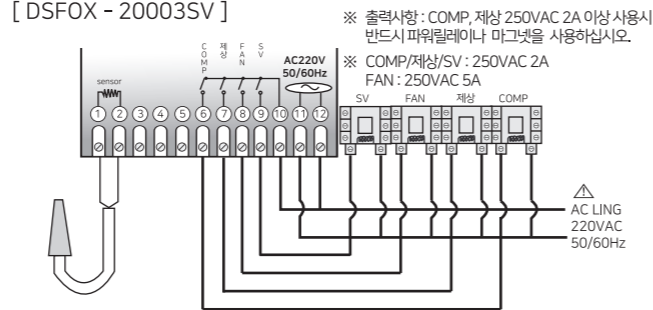 [ DSFOX - 20003SV ]
※ 출력사항 : COMP, 제상 250VAC 2A 이상 사용시
반드시 파워릴레이나 마그넷을 사용하십시오.
※ COMP/제상/SV : 250VAC 2A
FAN : 250VAC 5A
COMP 제상 FAN SV
AC220V
50/60Hz
sensor
1 2 3 4 5 6 7 8 9 10 11 12
SV FAN 제상 COMP
AC LING
220VAC
50/60Hz